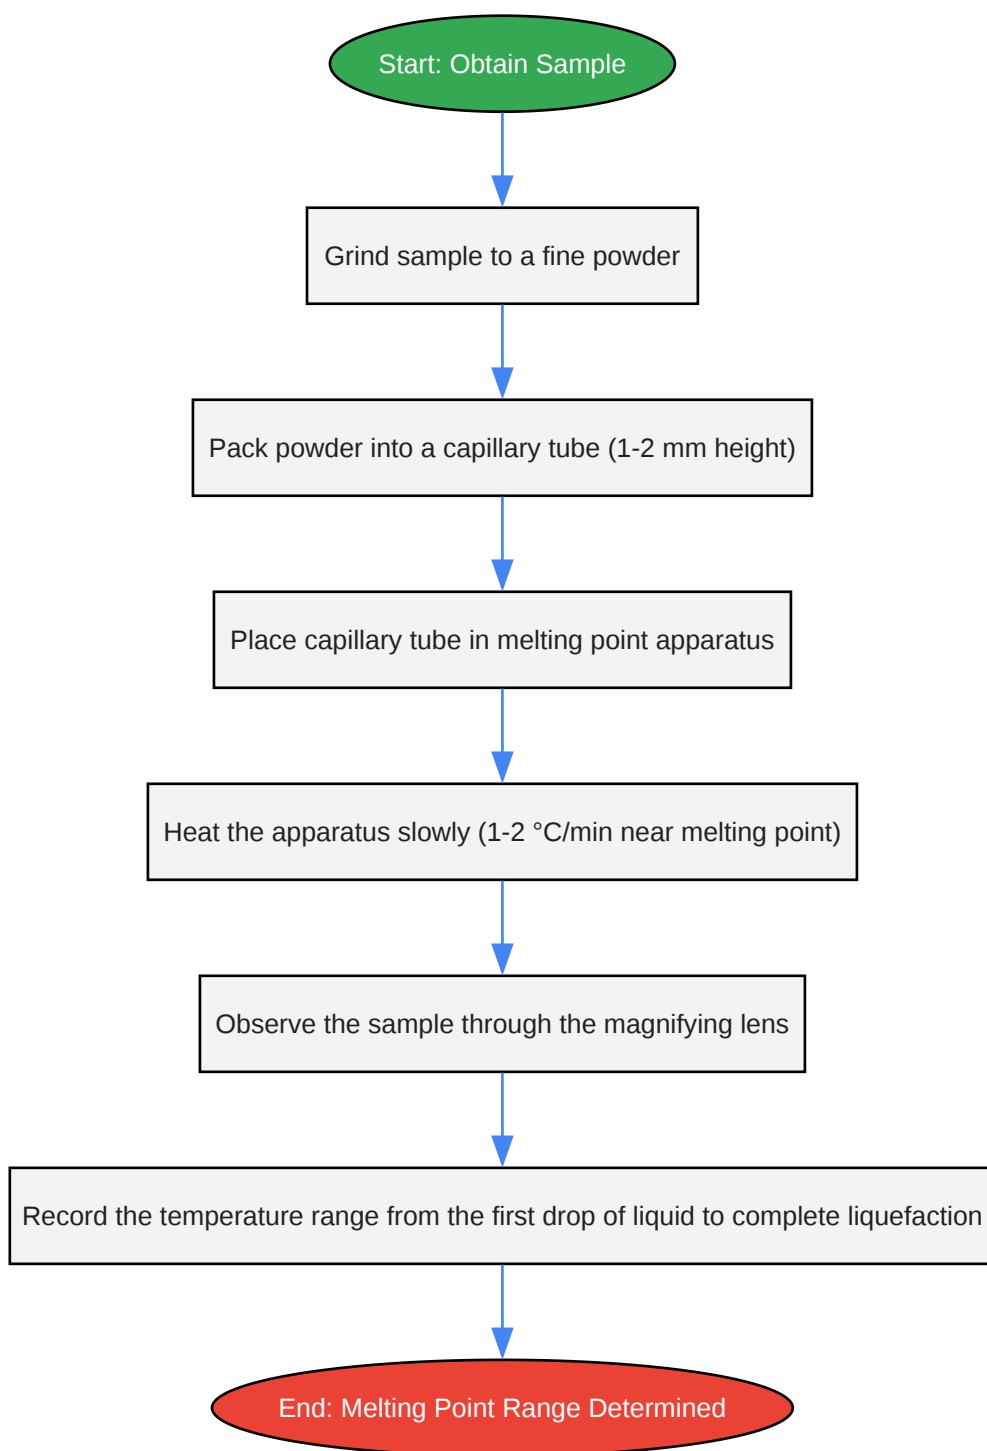 Start: Obtain Sample
Grind sample to a fine powder
Pack powder into a capillary tube (1-2 mm height)
Place capillary tube in melting point apparatus
Heat the apparatus slowly (1-2 °C/min near melting point)
Observe the sample through the magnifying lens
Record the temperature range from the first drop of liquid to complete liquefaction
End: Melting Point Range Determined